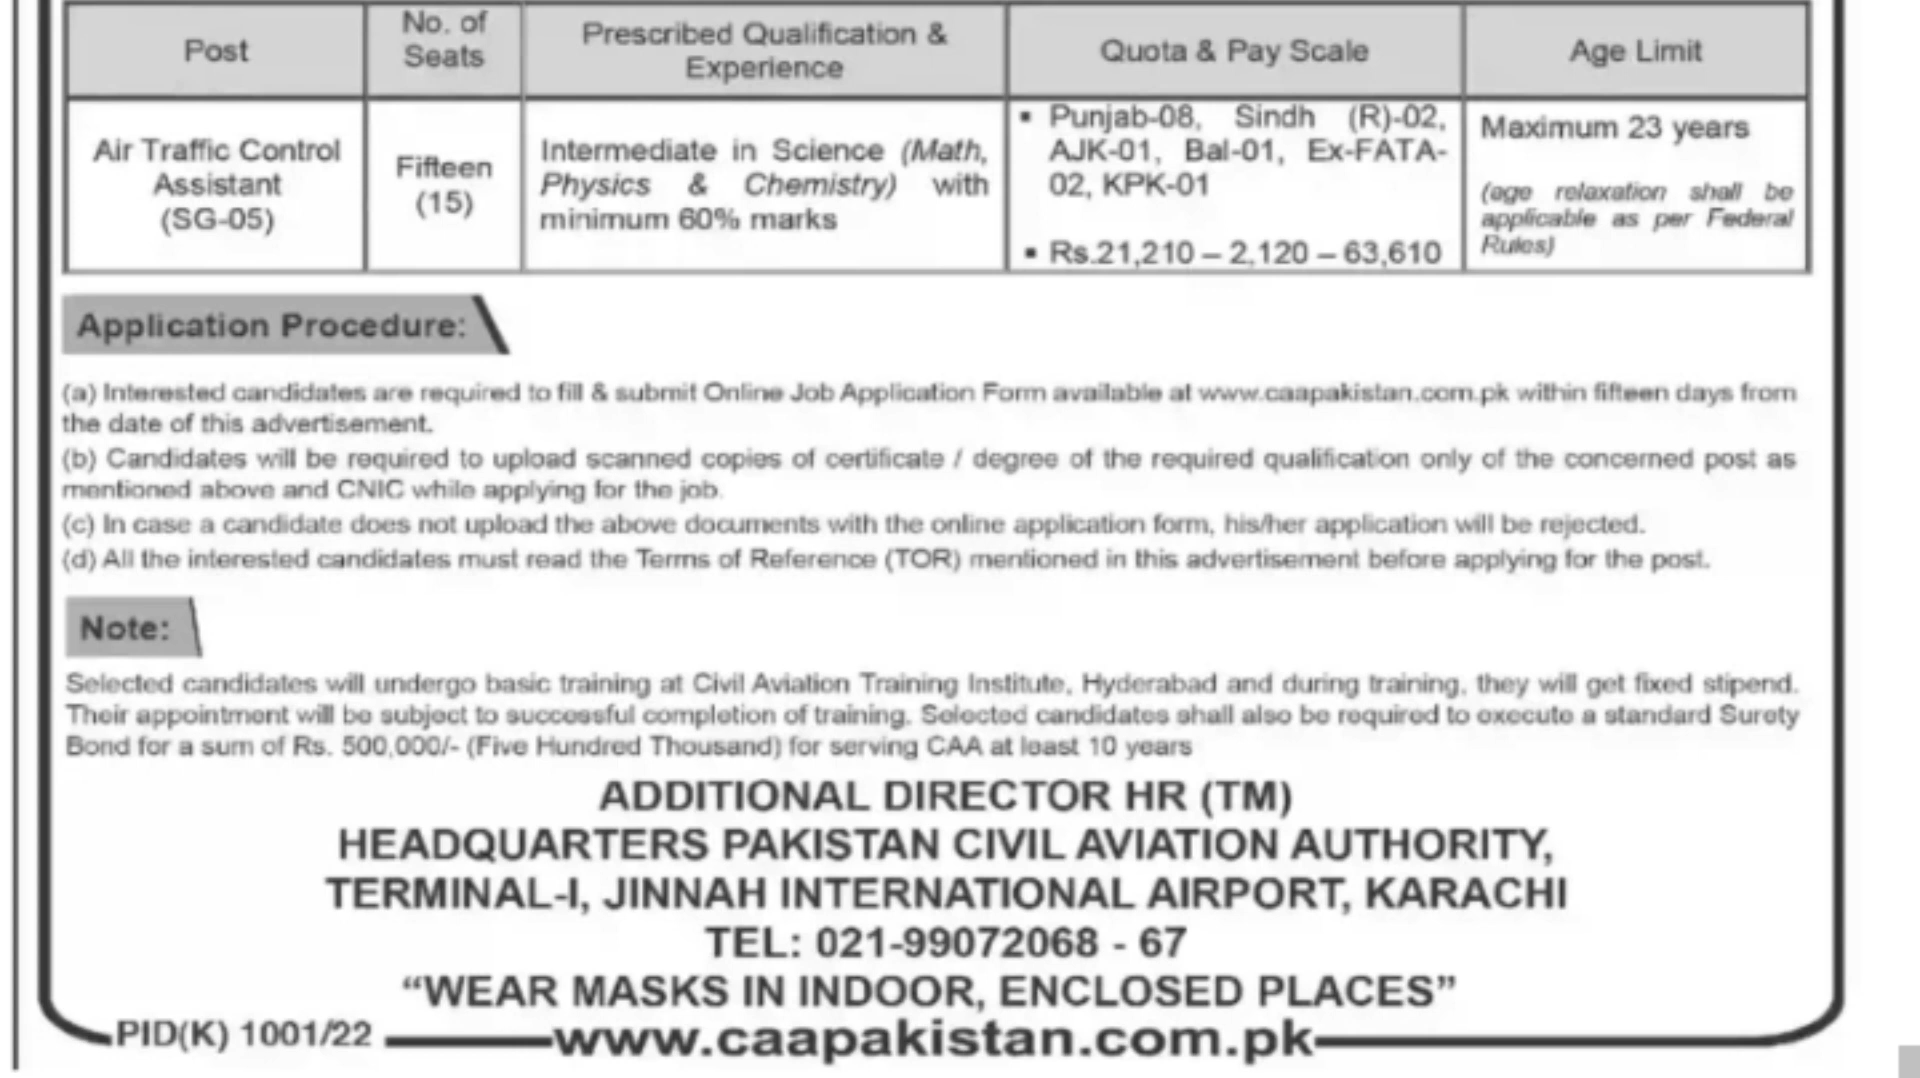 Post
No. of
Seats
Prescribed Qualification &
Experience
Quota & Pay Scale
Age Limit
Air Traffic Control
Assistant
(SG-05)
Fifteen
(15)
Intermediate in Science (Math,
Physics & Chemistry) with
minimum 60% marks
▪ Punjab-08, Sindh (R)-02,
AJK-01, Bal-01, Ex-FATA-
02, KPK-01
▪ Rs.21,210 – 2,120 – 63,610
Maximum 23 years
(age relaxation shall be
applicable as per Federal
Rules)
Application Procedure:
(a) Interested candidates are required to fill & submit Online Job Application Form available at www.caapakistan.com.pk within fifteen days from
the date of this advertisement.
(b) Candidates will be required to upload scanned copies of certificate / degree of the required qualification only of the concerned post as
mentioned above and CNIC while applying for the job.
(c) In case a candidate does not upload the above documents with the online application form, his/her application will be rejected.
(d) All the interested candidates must read the Terms of Reference (TOR) mentioned in this advertisement before applying for the post.
Note:
Selected candidates will undergo basic training at Civil Aviation Training Institute, Hyderabad and during training, they will get fixed stipend.
Their appointment will be subject to successful completion of training. Selected candidates shall also be required to execute a standard Surety
Bond for a sum of Rs. 500,000/- (Five Hundred Thousand) for serving CAA at least 10 years
ADDITIONAL DIRECTOR HR (TM)
HEADQUARTERS PAKISTAN CIVIL AVIATION AUTHORITY,
TERMINAL-I, JINNAH INTERNATIONAL AIRPORT, KARACHI
TEL: 021-99072068 - 67
“WEAR MASKS IN INDOOR, ENCLOSED PLACES”
PID(K) 1001/22
www.caapakistan.com.pk